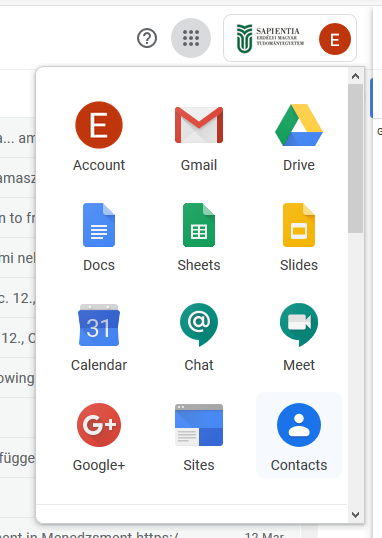 SAPIENTIA
ERDÉLYI MAGYAR
TUDOMÁNYEGYETEM
E
G
E
31
@
G+
Account Gmail Drive
Docs Sheets Slides
Calendar Chat Meet
Google+ Sites Contacts
a... am
amasz
n to fr
mi nel
c. 12.,
12., C
owing
függe
ment in Menedzsment https:/
12 Mar